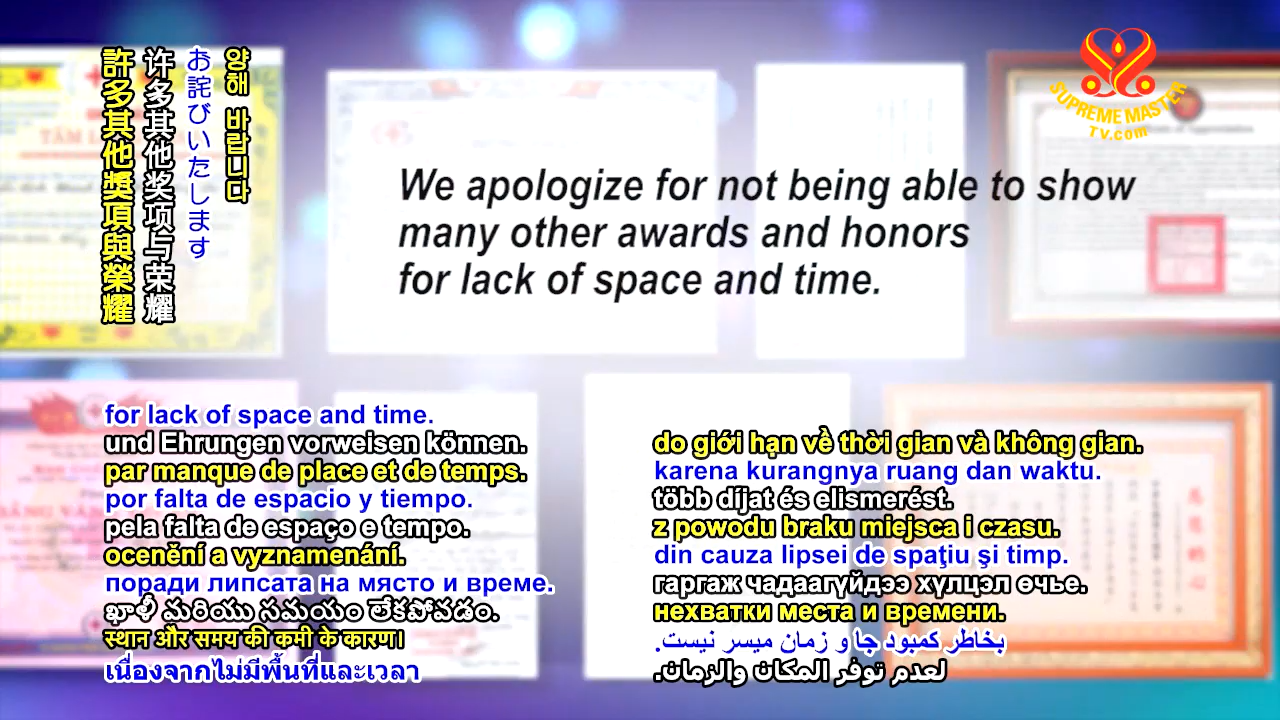 양해 바랍니다
お詫びいたします
许多其他奖项与荣耀
許多其他獎項與榮耀
SUPREME MASTER
TV.com
We apologize for not being able to show
many other awards and honors
for lack of space and time.
for lack of space and time.
und Ehrungen vorweisen können.
par manque de place et de temps.
por falta de espacio y tiempo.
pela falta de espaço e tempo.
ocenění a vyznamenání.
поради липсата на място и време.
ఖాళీ మరియు సమయం లేకపోవడం.
स्थान और समय की कमी के कारण।
เนื่องจากไม่มีพื้นที่และเวลา
do giới hạn về thời gian và không gian.
karena kurangnya ruang dan waktu.
több díjat és elismerést.
z powodu braku miejsca i czasu.
din cauza lipsei de spaţiu şi timp.
гаргаж чадаагүйдээ хүлцэл өчье.
нехватки места и времени.
بخاطر کمبود جا و زمان میسر نیست.
لعدم توفر المكان والزمان.